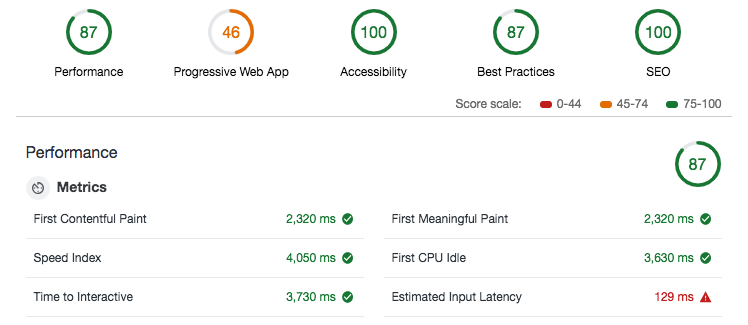 87 46 100 87 100
Performance Progressive Web App Accessibility Best Practices SEO
Score scale: 0-44 45-74 75-100
Performance
87
Metrics
First Contentful Paint 2,320 ms First Meaningful Paint 2,320 ms
Speed Index 4,050 ms First CPU Idle 3,630 ms
Time to Interactive 3,730 ms Estimated Input Latency 129 ms